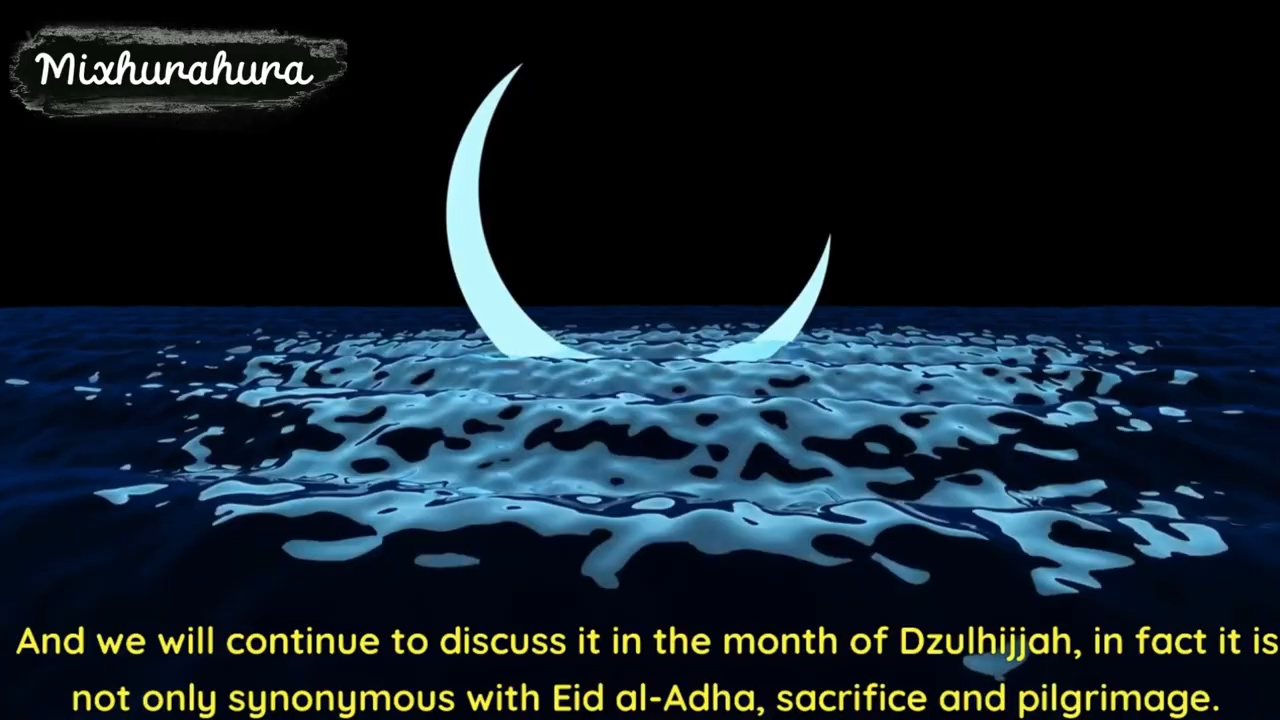 Mixhurahura
And we will continue to discuss it in the month of Dzulhijjah, in fact it is
not only synonymous with Eid al-Adha, sacrifice and pilgrimage.